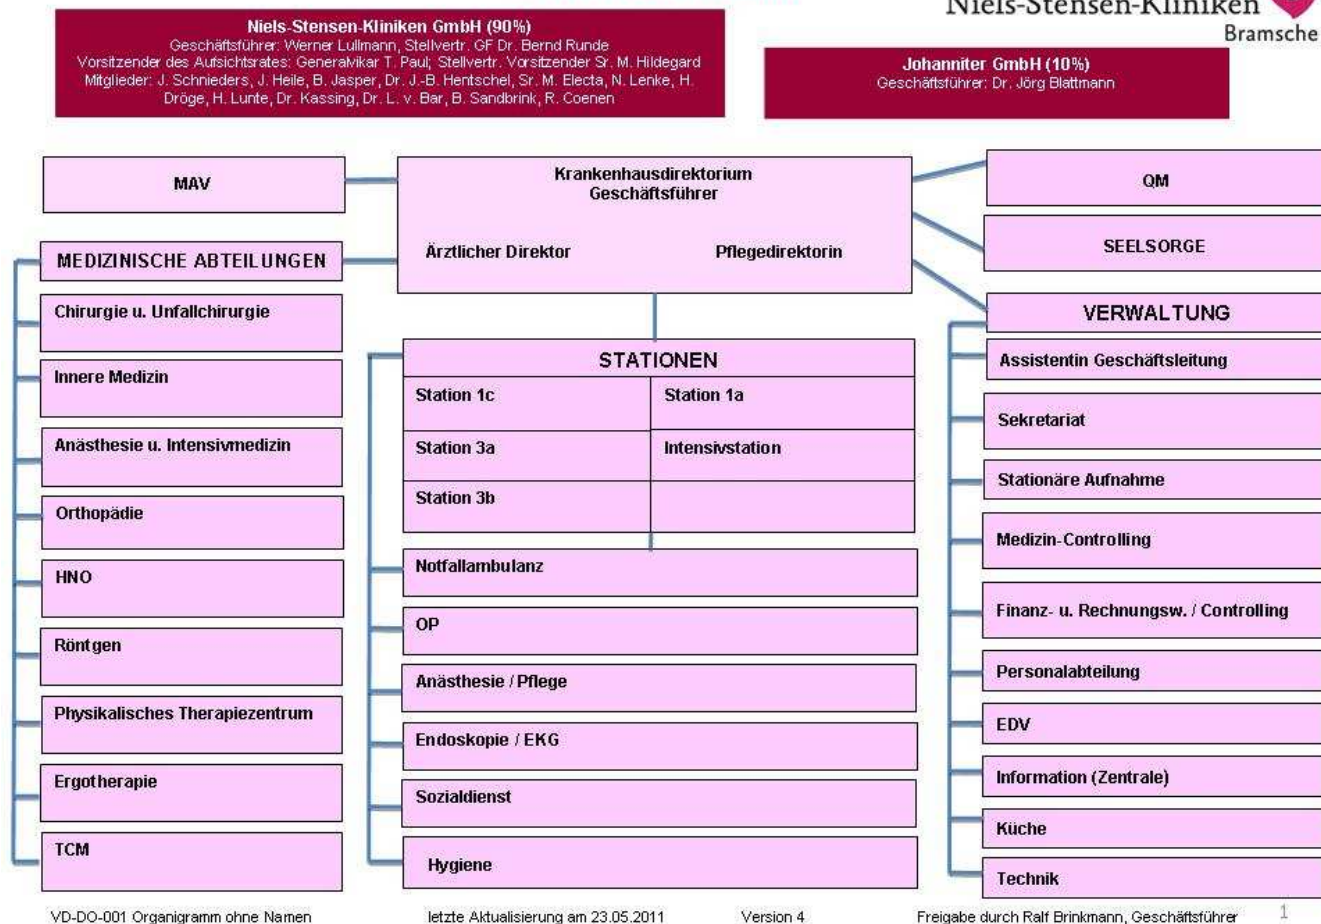 Niels-Stensen-Kliniken
Bramsche
Niels-Stensen-Kliniken GmbH (90%)
Geschäftsführer: Werner Lullmann, Stellvertr. GF Dr. Bernd Runde
Vorsitzender des Aufsichtsrates: Generalvikar T. Paul; Stellvertr. Vorsitzender Sr. M. Hildegard
Mitglieder: J. Schnieders, J. Heile, B. Jasper, Dr. J.-B. Hentschel, Sr. M. Electa, N. Lenke, H.
Dröge, H. Lunte, Dr. Kassing, Dr. L. v. Bar, B. Sandbrink, R. Coenen
Johanniter GmbH (10%)
Geschäftsführer: Dr. Jörg Blattmann
MAV
Krankenhausdirektorium
Geschäftsführer
Ärztlicher Direktor
Pflegedirektorin
QM
SEELSORGE
MEDIZINISCHE ABTEILUNGEN
Chirurgie u. Unfallchirurgie
Innere Medizin
Anästhesie u. Intensivmedizin
Orthopädie
HNO
Röntgen
Physikalisches Therapiezentrum
Ergotherapie
TCM
STATIONEN
Station 1c
Station 1a
Station 3a
Intensivstation
Station 3b
Notfallambulanz
OP
Anästhesie / Pflege
Endoskopie / EKG
Sozialdienst
Hygiene
VERWALTUNG
Assistentin Geschäftsleitung
Sekretariat
Stationäre Aufnahme
Medizin-Controlling
Finanz- u. Rechnungsw. / Controlling
Personalabteilung
EDV
Information (Zentrale)
Küche
Technik
VD-DO-001 Organigramm ohne Namen
letzte Aktualisierung am 23.05.2011
Version 4
Freigabe durch Ralf Brinkmann, Geschäftsführer
1